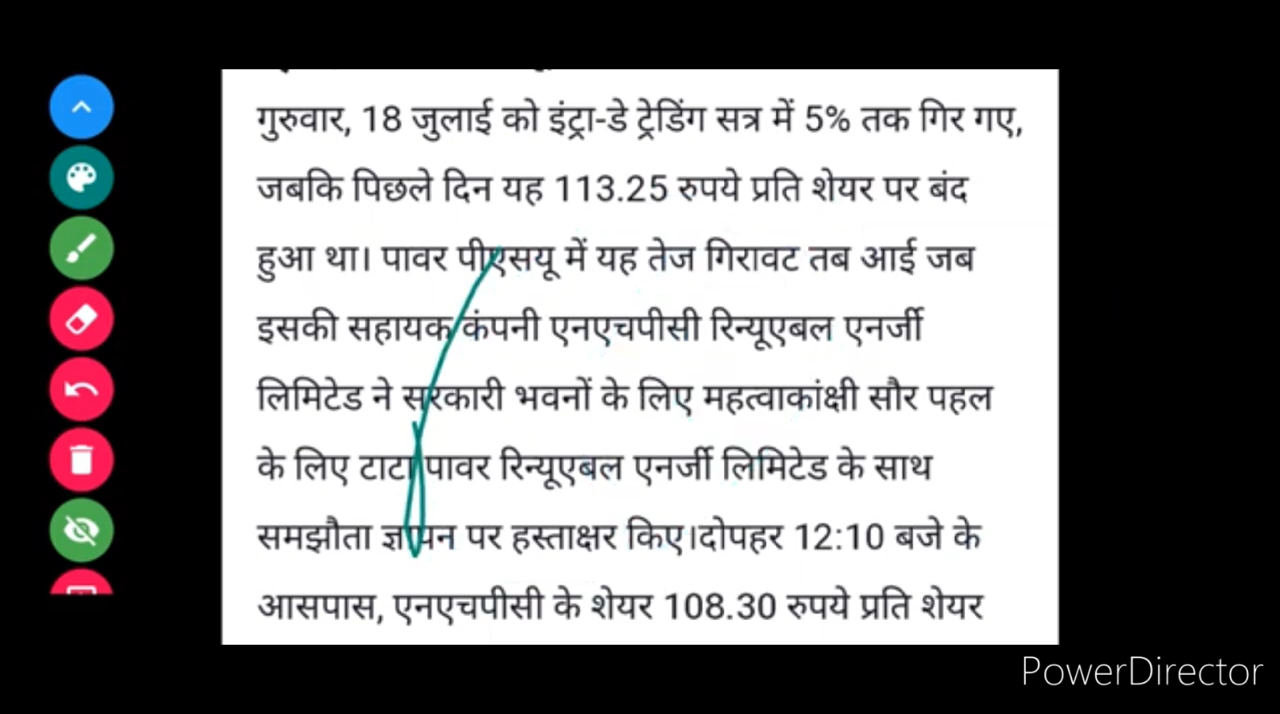 गुरुवार, 18 जुलाई को इंट्रा-डे ट्रेडिंग सत्र में 5% तक गिर गए,
जबकि पिछले दिन यह 113.25 रुपये प्रति शेयर पर बंद
हुआ था। पावर पीएसयू में यह तेज गिरावट तब आई जब
इसकी सहायक कंपनी एनएचपीसी रिन्यूएबल एनर्जी
लिमिटेड ने सरकारी भवनों के लिए महत्वाकांक्षी सौर पहल
के लिए टाटा पावर रिन्यूएबल एनर्जी लिमिटेड के साथ
समझौता ज्ञापन पर हस्ताक्षर किए।दोपहर 12:10 बजे के
आसपास, एनएचपीसी के शेयर 108.30 रुपये प्रति शेयर
PowerDirector